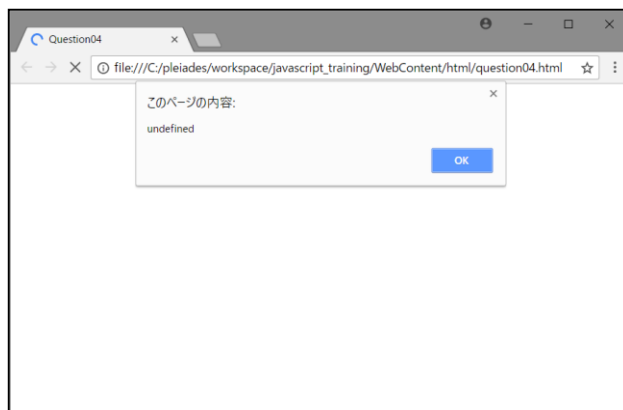 Question04
file:///C:/pleiades/workspace/javascript_training/WebContent/html/question04.html
このページの内容:
undefined
OK